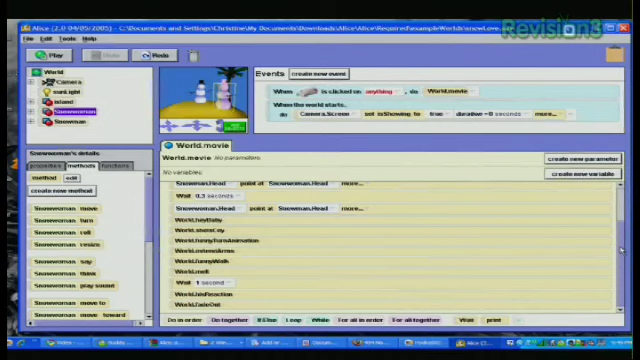 Revision3
Alice (2.0 04/05/2005) - C:\Documents and Settings\Christine\My Documents\Downloads\Alice\Alice\Required\exampleWorlds\snowLove.
File Edit Tools Help
Play
Redo
World
Camera
sunLight
island
Snowwoman
Snowman
Events
create new event
When
is clicked on
anything
, do
World.movie
When the world starts,
do
Camera.Screen
set isShowing to
true
duration = 0 seconds
more...
World.movie
World.movie No parameters
create new parameter
No variables
create new variable
Snowwoman's details
properties
methods
functions
method
edit
create new method
Snowwoman move
Snowwoman turn
Snowwoman roll
Snowwoman resize
Snowwoman say
Snowwoman think
Snowwoman play sound
Snowwoman move to
Snowwoman move toward
Snowman.Head point at Snowman.Head more...
Wait 0.3 seconds
Snowwoman.Head point at Snowman.Head more...
World.heyBaby
World.funnyTurnAnimation
World.extendArms
World.funnyWalk
World.melt
Wait 1 second
World.hisReaction
World.fadeOut
Do in order
Do together
If/Else
Loop
While
For all in order
For all together
Wait
print